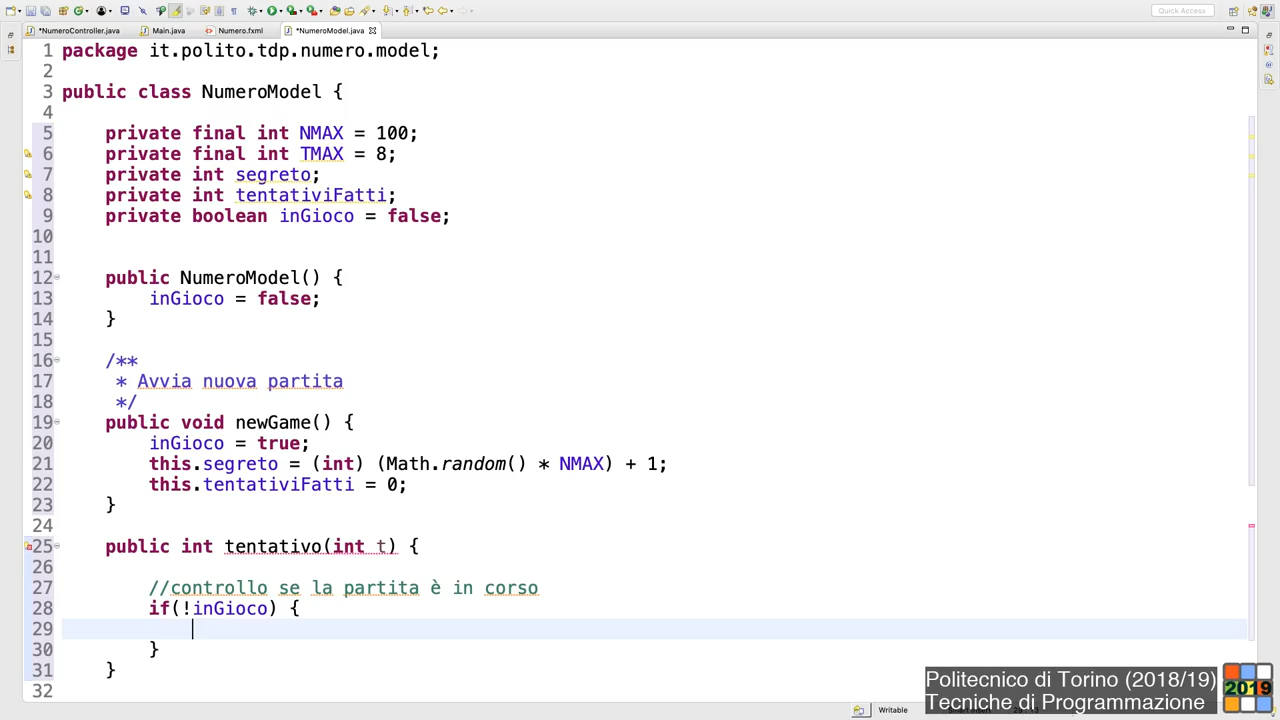 Quick Access
*NumeroController.java Main.java Numero.fxml *NumeroModel.java
1 package it.polito.tdp.numero.model;
2
3 public class NumeroModel {
4
5 private final int NMAX = 100;
6 private final int TMAX = 8;
7 private int segreto;
8 private int tentativiFatti;
9 private boolean inGioco = false;
10
11
12 public NumeroModel() {
13 inGioco = false;
14 }
15
16 /**
17 * Avvia nuova partita
18 */
19 public void newGame() {
20 inGioco = true;
21 this.segreto = (int) (Math.random() * NMAX) + 1;
22 this.tentativiFatti = 0;
23 }
24
25 public int tentativo(int t) {
26
27 //controllo se la partita è in corso
28 if(!inGioco) {
29
30 }
31 }
32
Politecnico di Torino (2018/19)
Tecniche di Programmazione
2019
Writable